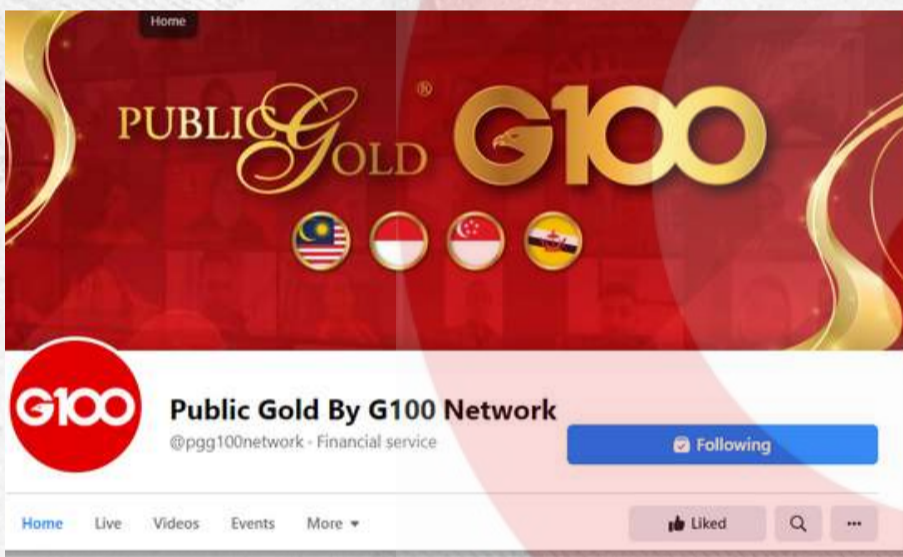 Home
PUBLIC GOLD ® G100
G100
Public Gold By G100 Network
@pgg100network · Financial service
Following
Home Live Videos Events More
Liked